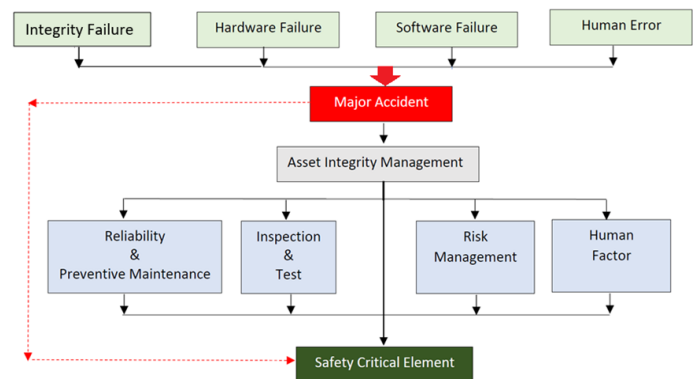 Integrity Failure
Hardware Failure
Software Failure
Human Error
Major Accident
Asset Integrity Management
Reliability
&
Preventive Maintenance
Inspection
&
Test
Risk
Management
Human
Factor
Safety Critical Element